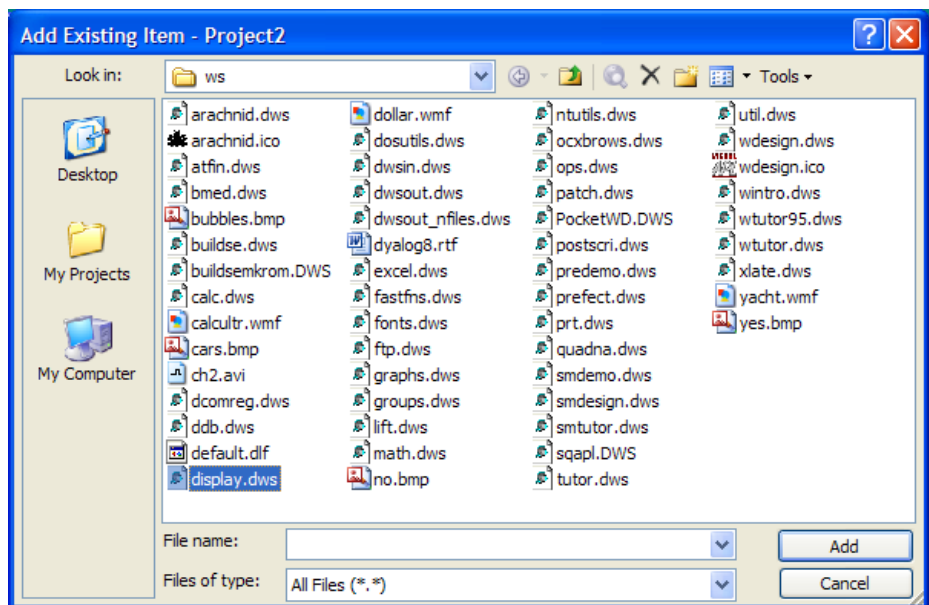 Add Existing Item - Project2
Look in:
ws
Tools
Desktop
My Projects
My Computer
arachnid.dws
arachnid.ico
atfin.dws
bmed.dws
bubbles.bmp
buildse.dws
buildsemkrom.DWS
calc.dws
calcultr.wmf
cars.bmp
ch2.avi
dcomreg.dws
ddb.dws
default.dlf
display.dws
dollar.wmf
dosutils.dws
dwsin.dws
dwsout.dws
dwsout_nfiles.dws
dyalog8.rtf
excel.dws
fastfns.dws
fonts.dws
ftp.dws
graphs.dws
groups.dws
lift.dws
math.dws
no.bmp
ntutils.dws
ocxbrows.dws
ops.dws
patch.dws
PocketWD.DWS
postscri.dws
predemo.dws
prefect.dws
prt.dws
quadna.dws
smdemo.dws
smdesign.dws
smtutor.dws
sqapl.DWS
tutor.dws
util.dws
wdesign.dws
wdesign.ico
wintro.dws
wtutor95.dws
wtutor.dws
xlate.dws
yacht.wmf
yes.bmp
File name:
Add
Files of type:
All Files (*.*)
Cancel